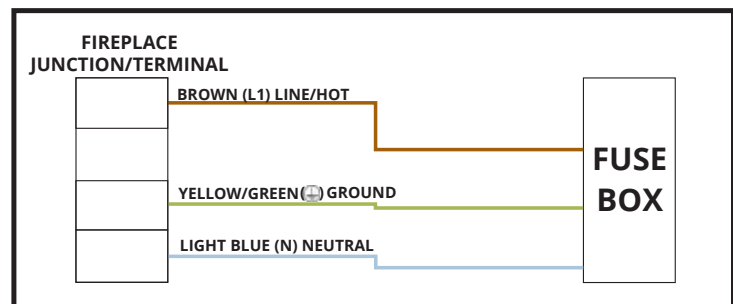 FIREPLACE
JUNCTION/TERMINAL
BROWN (L1) LINE/HOT
YELLOW/GREEN(⏚) GROUND
LIGHT BLUE (N) NEUTRAL
FUSE
BOX